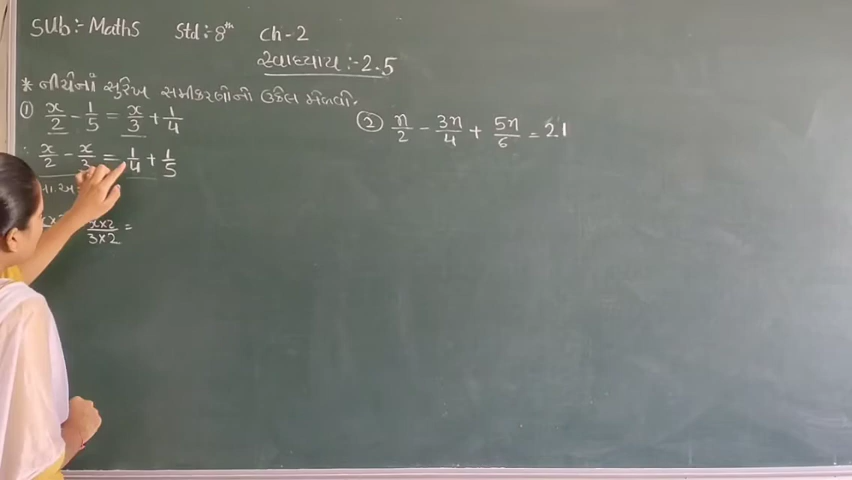 Sub:- Maths Std:- 8th Ch-2
સ્વાધ્યાય :- 2.5
* નીચેનાં સુરેખ સમીકરણોનો ઉકેલ મેળવો.
① x/2 - 1/5 = x/3 + 1/4
∴ x/2 - x/3 = 1/4 + 1/5
x×2/3×2 =
② n/2 - 3n/4 + 5n/6 = 21